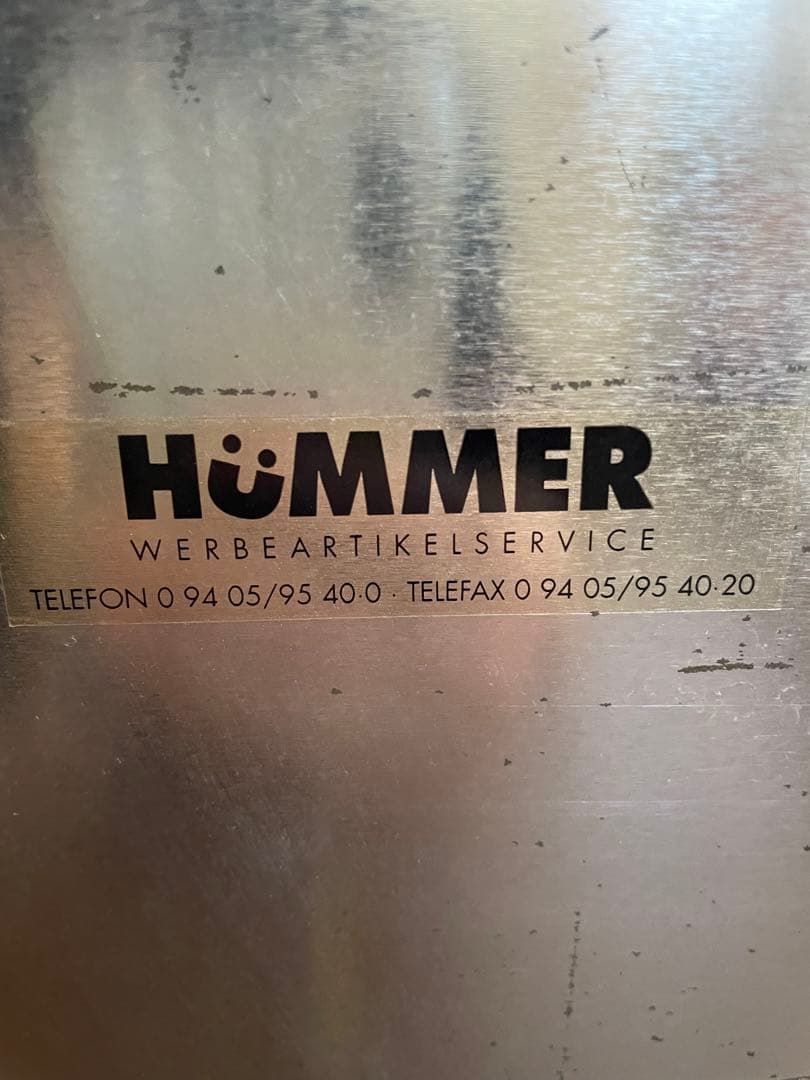 HüMMER
WERBEARTIKELSERVICE
TELEFON 0 94 05/95 40·0 · TELEFAX 0 94 05/95 40·20